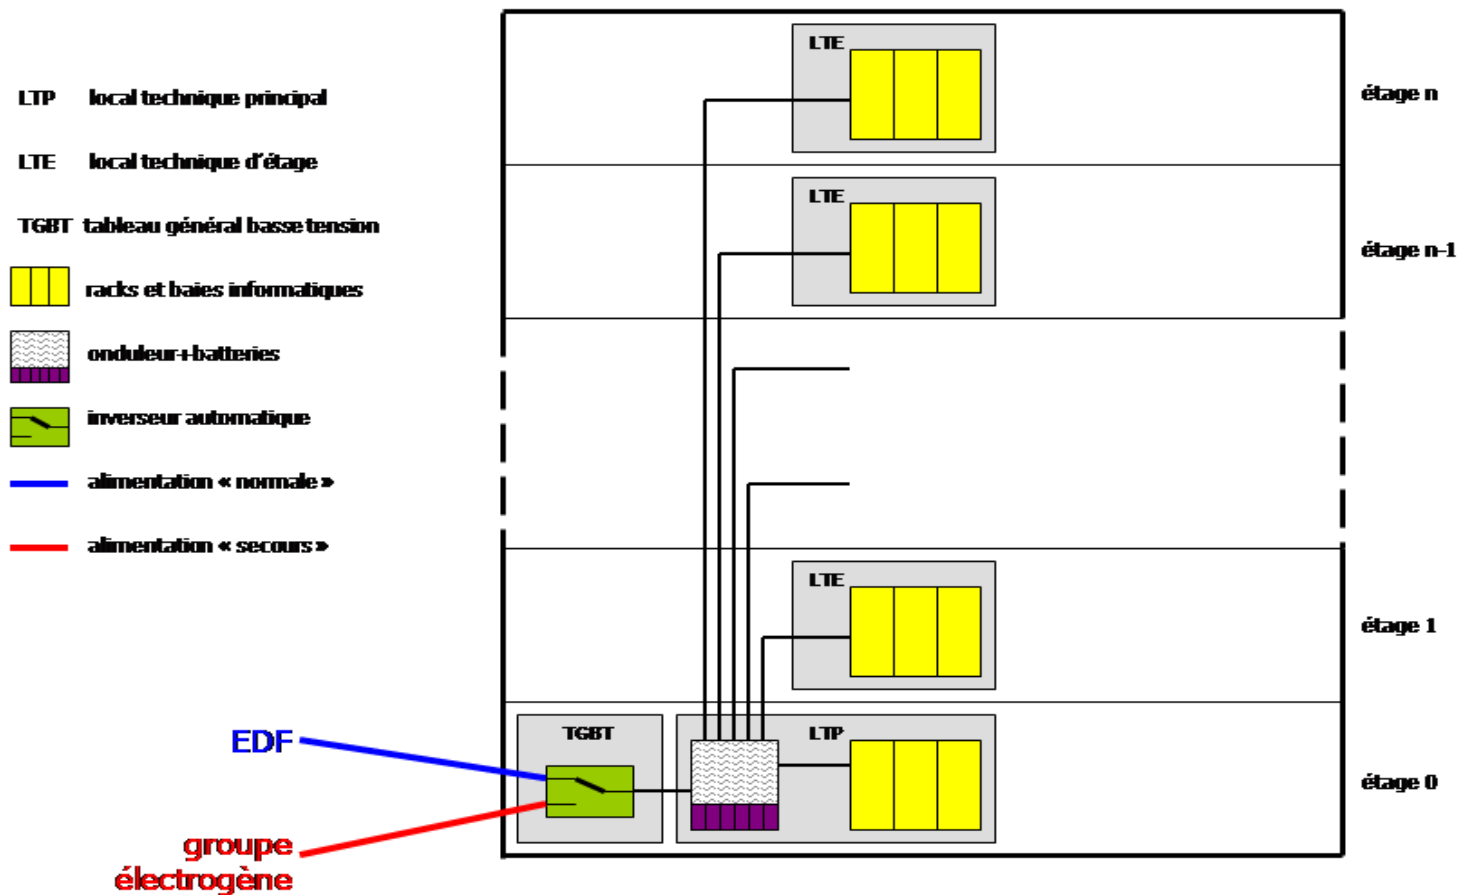 LTP local technique principal
LTE local technique d'étage
TGBT tableau général basse tension
racks et baies informatiques
onduleur+batteries
inverseur automatique
alimentation « normale »
alimentation « secours »
LTE
étage n
LTE
étage n-1
LTE
étage 1
TGBT
LTP
EDF
étage 0
groupe
électrogène